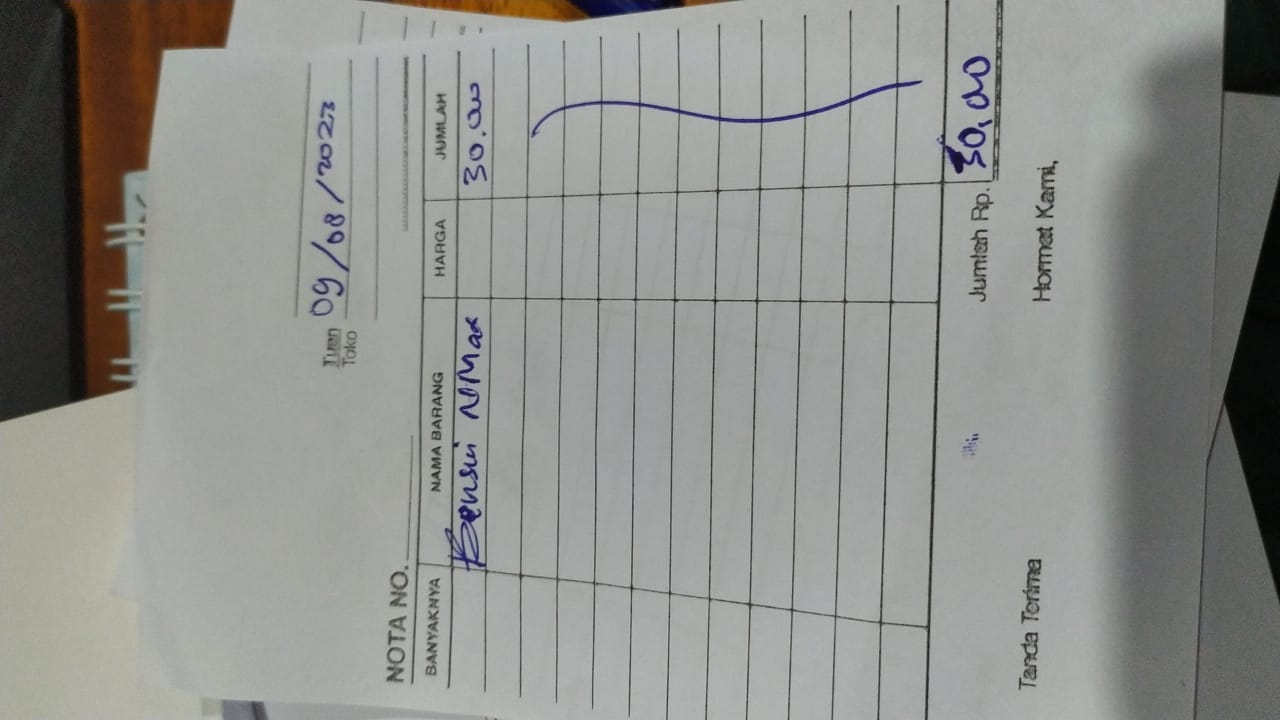 09/08/2023
Tuan
Toko
NOTA NO.
BANYAKNYA NAMA BARANG HARGA JUMLAH
Bensin NMax 30.000
Jumlah Rp. 30.000
Tanda Terima Hormat Kami,